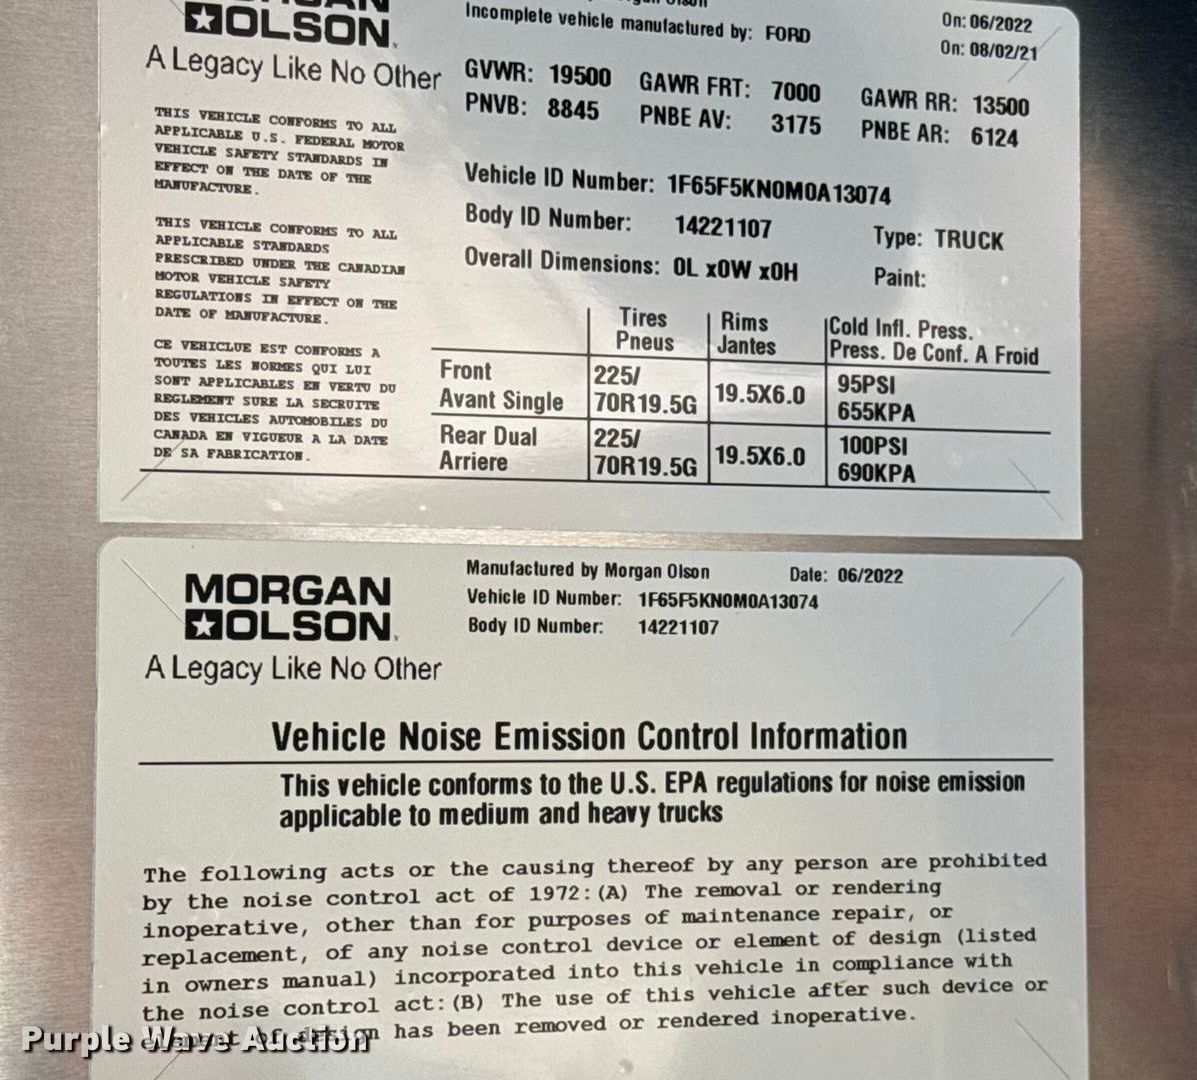 MORGAN
OLSON
A Legacy Like No Other
Morgan Olson
Incomplete vehicle manufactured by: FORD
On: 06/2022
On: 08/02/21
GVWR: 19500 GAWR FRT: 7000 GAWR RR: 13500
PNVB: 8845 PNBE AV: 3175 PNBE AR: 6124
THIS VEHICLE CONFORMS TO ALL
APPLICABLE U.S. FEDERAL MOTOR
VEHICLE SAFETY STANDARDS IN
EFFECT ON THE DATE OF THE
MANUFACTURE.
THIS VEHICLE CONFORMS TO ALL
APPLICABLE STANDARDS
PRESCRIBED UNDER THE CANADIAN
MOTOR VEHICLE SAFETY
REGULATIONS IN EFFECT ON THE
DATE OF MANUFACTURE.
CE VEHICLUE EST CONFORMS A
TOUTES LES NORMES QUI LUI
SONT APPLICABLES EN VERTU DU
REGLEMENT SURE LA SECRUITE
DES VEHICLES AUTOMOBILES DU
CANADA EN VIGUEUR A LA DATE
DE SA FABRICATION.
Vehicle ID Number: 1F65F5KN0M0A13074
Body ID Number: 14221107 Type: TRUCK
Overall Dimensions: 0L x0W x0H Paint:
Tires Rims Cold Infl. Press.
Pneus Jantes Press. De Conf. A Froid
Front 225/ 19.5X6.0 95PSI
Avant Single 70R19.5G 655KPA
Rear Dual 225/ 19.5X6.0 100PSI
Arriere 70R19.5G 690KPA
MORGAN
OLSON
A Legacy Like No Other
Manufactured by Morgan Olson Date: 06/2022
Vehicle ID Number: 1F65F5KN0M0A13074
Body ID Number: 14221107
Vehicle Noise Emission Control Information
This vehicle conforms to the U.S. EPA regulations for noise emission
applicable to medium and heavy trucks
The following acts or the causing thereof by any person are prohibited
by the noise control act of 1972:(A) The removal or rendering
inoperative, other than for purposes of maintenance repair, or
replacement, of any noise control device or element of design (listed
in owners manual) incorporated into this vehicle in compliance with
the noise control act:(B) The use of this vehicle after such device or
element of design has been removed or rendered inoperative.
Purple Wave Auction